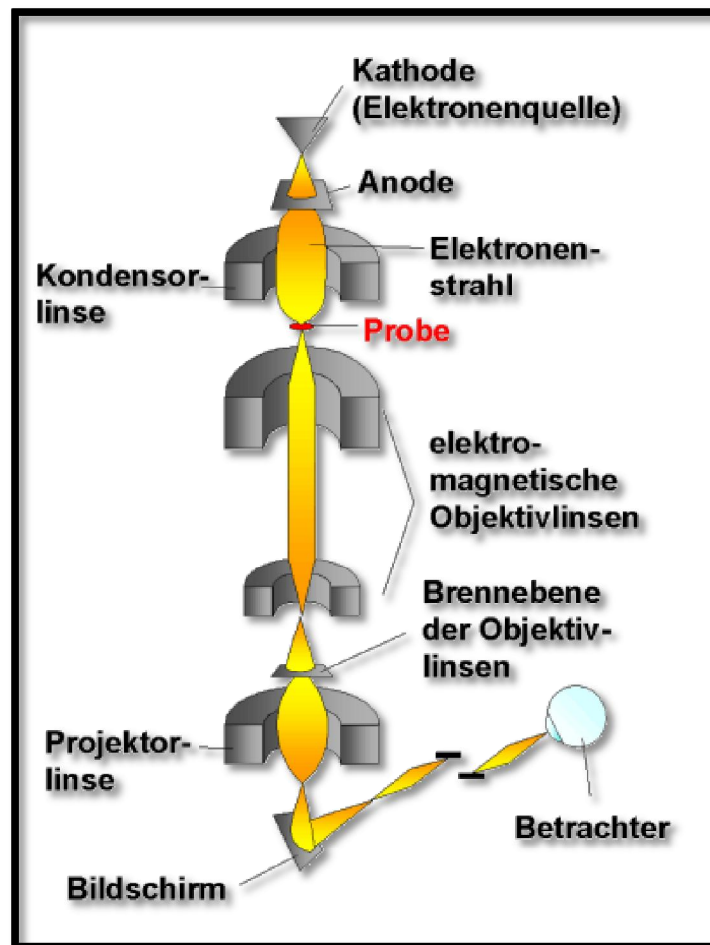 Kathode
(Elektronenquelle)
Anode
Elektronen-
strahl
Kondensor-
linse
Probe
elektro-
magnetische
Objektivlinsen
Brennebene
der Objektiv-
linsen
Projektor-
linse
Betrachter
Bildschirm